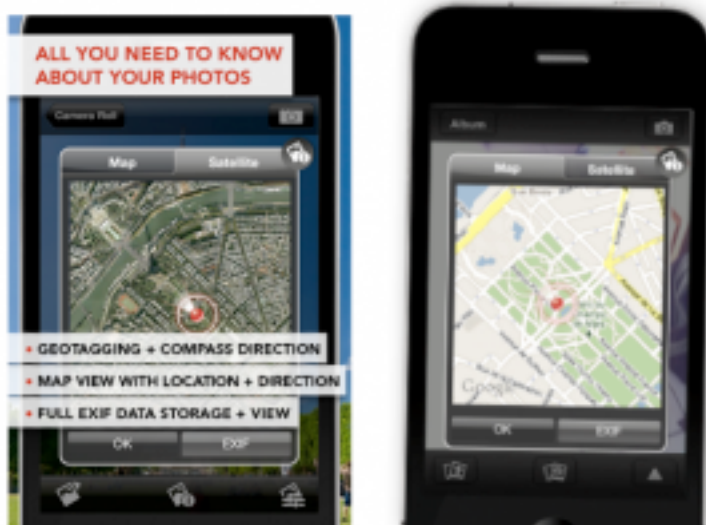 ALL YOU NEED TO KNOW
ABOUT YOUR PHOTOS
Camera Roll
Map Satellite
+ GEOTAGGING + COMPASS DIRECTION
+ MAP VIEW WITH LOCATION + DIRECTION
+ FULL EXIF DATA STORAGE + VIEW
OK EXIF
Album
Map Satellite
Google
OK EXIF